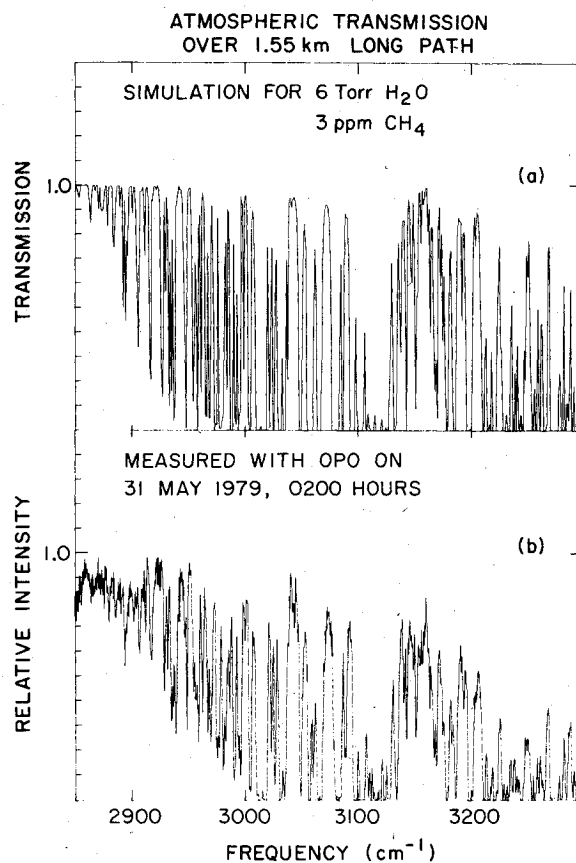 ATMOSPHERIC TRANSMISSION
OVER 1.55 km LONG PATH
SIMULATION FOR 6 Torr H₂O
3 ppm CH₄
(a)
1.0
TRANSMISSION
MEASURED WITH OPO ON
31 MAY 1979, 0200 HOURS
(b)
1.0
RELATIVE INTENSITY
2900 3000 3100 3200
FREQUENCY (cm⁻¹)